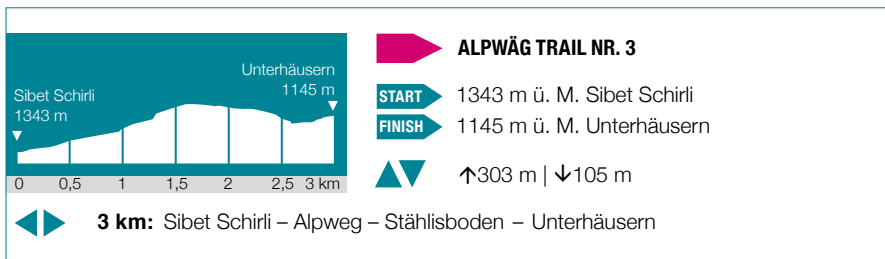 Unterhäusern
1145 m
Sibet Schirli
1343 m
0 0,5 1 1,5 2 2,5 3 km
ALPWÄG TRAIL NR. 3
START 1343 m ü. M. Sibet Schirli
FINISH 1145 m ü. M. Unterhäusern
↑303 m | ↓105 m
3 km: Sibet Schirli – Alpweg – Stählisboden – Unterhäusern